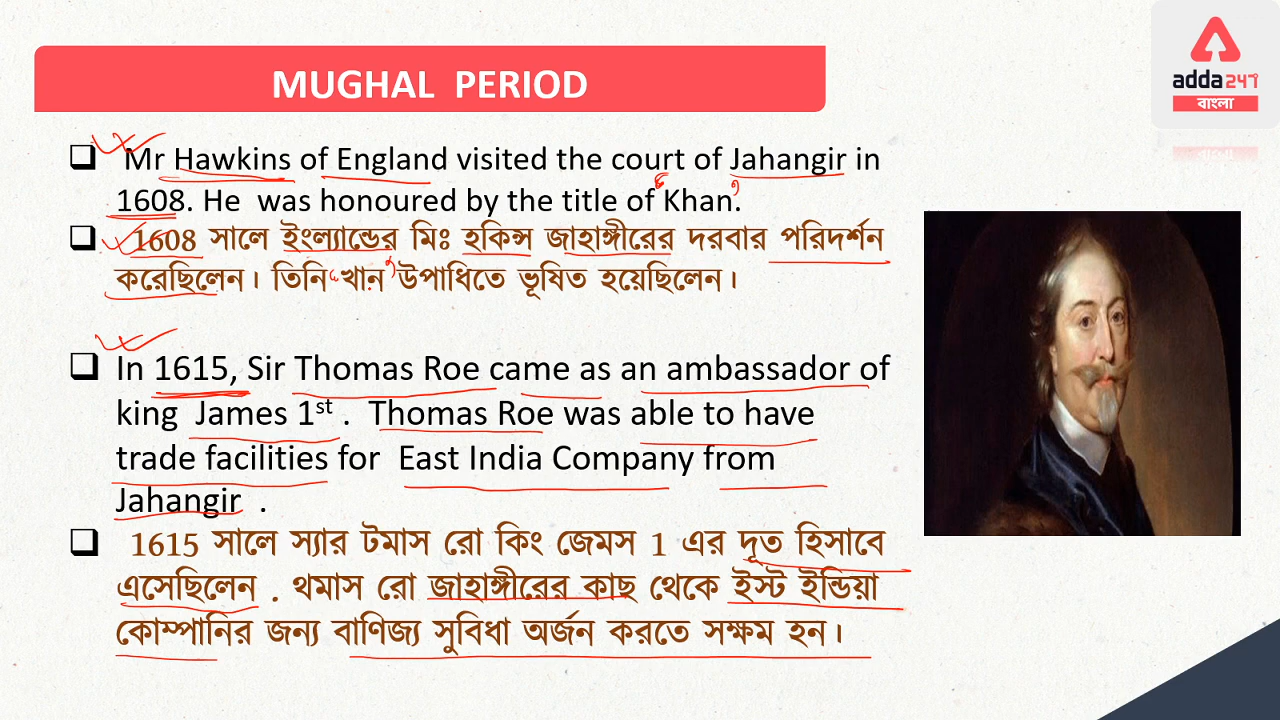 MUGHAL PERIOD
adda247
বাংলা
❑ Mr Hawkins of England visited the court of Jahangir in
1608. He was honoured by the title of 'Khan'.
❑ 1608 সালে ইংল্যান্ডের মিঃ হকিন্স জাহাঙ্গীরের দরবার পরিদর্শন
করেছিলেন। তিনি 'খান' উপাধিতে ভূষিত হয়েছিলেন।
❑ In 1615, Sir Thomas Roe came as an ambassador of
king James 1st . Thomas Roe was able to have
trade facilities for East India Company from
Jahangir .
❑ 1615 সালে স্যার টমাস রো কিং জেমস 1 এর দূত হিসাবে
এসেছিলেন . থমাস রো জাহাঙ্গীরের কাছ থেকে ইস্ট ইন্ডিয়া
কোম্পানির জন্য বাণিজ্য সুবিধা অর্জন করতে সক্ষম হন।